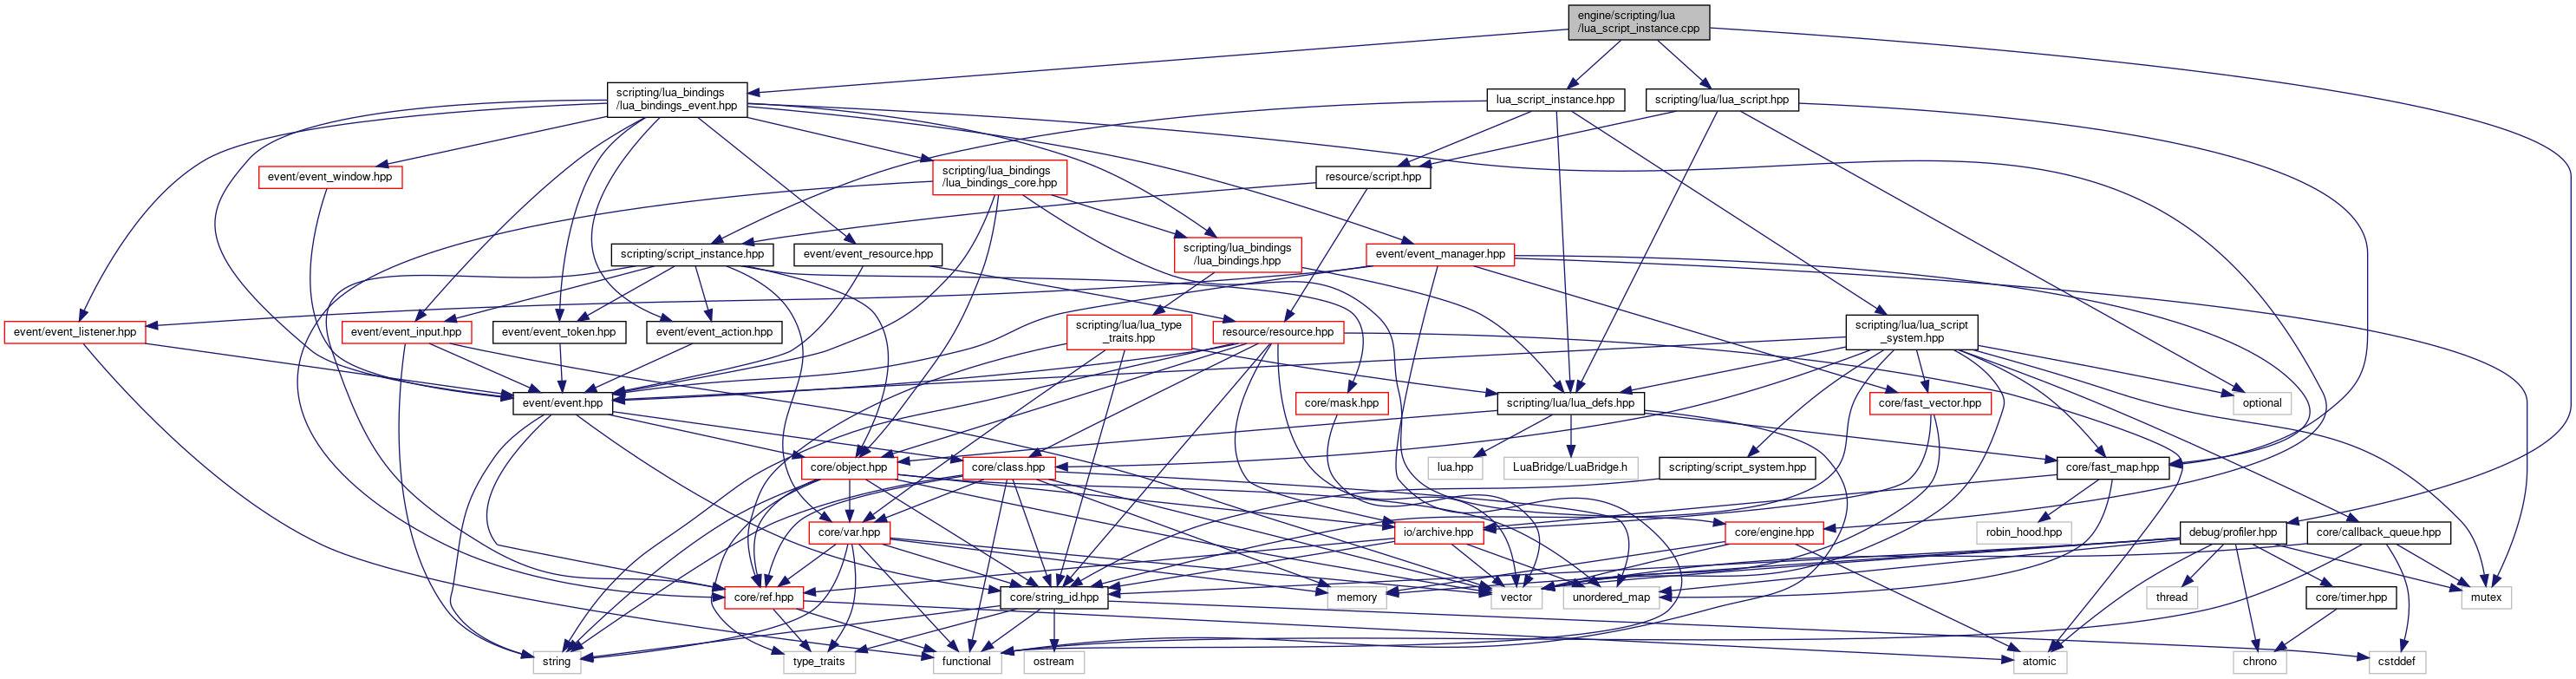 engine/scripting/lua
/lua_script_instance.cpp
scripting/lua_bindings
/lua_bindings_event.hpp
lua_script_instance.hpp
scripting/lua/lua_script.hpp
event/event_window.hpp
scripting/lua_bindings
/lua_bindings_core.hpp
resource/script.hpp
scripting/script_instance.hpp
event/event_resource.hpp
scripting/lua_bindings
/lua_bindings.hpp
event/event_manager.hpp
event/event_listener.hpp
event/event_input.hpp
event/event_token.hpp
event/event_action.hpp
scripting/lua/lua_type
_traits.hpp
resource/resource.hpp
scripting/lua/lua_script
_system.hpp
event/event.hpp
core/mask.hpp
scripting/lua/lua_defs.hpp
core/fast_vector.hpp
optional
core/object.hpp
core/class.hpp
lua.hpp
LuaBridge/LuaBridge.h
scripting/script_system.hpp
core/fast_map.hpp
core/var.hpp
io/archive.hpp
core/engine.hpp
robin_hood.hpp
debug/profiler.hpp
core/callback_queue.hpp
core/ref.hpp
core/string_id.hpp
memory
vector
unordered_map
thread
core/timer.hpp
mutex
string
type_traits
functional
ostream
atomic
chrono
cstddef